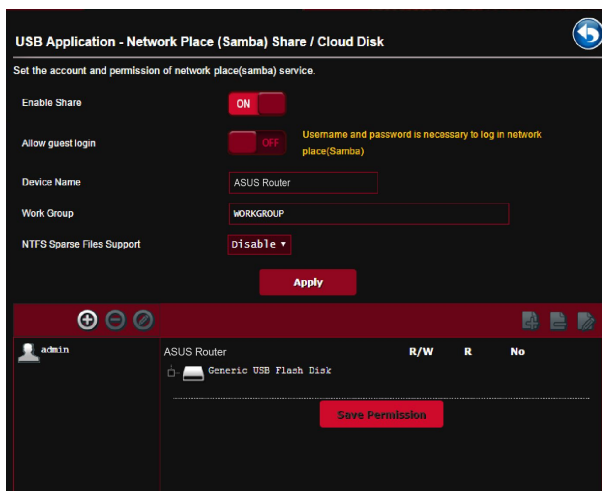 USB Application - Network Place (Samba) Share / Cloud Disk
Set the account and permission of network place(samba) service.
Enable Share
ON
Allow guest login
OFF
Username and password is necessary to log in network
place(Samba)
Device Name
ASUS Router
Work Group
WORKGROUP
NTFS Sparse Files Support
Disable
Apply
admin
ASUS Router R/W R No
Generic USB Flash Disk
Save Permission